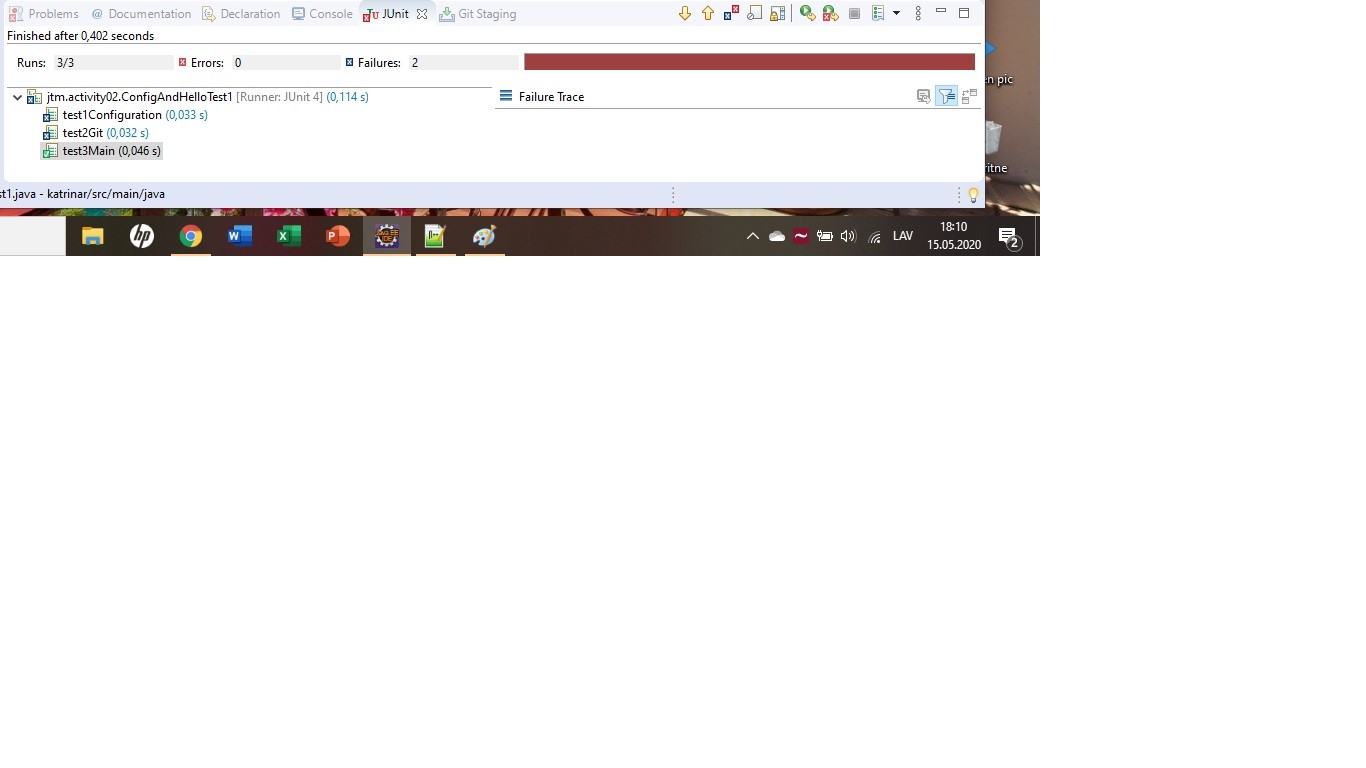 Problems @ Documentation Declaration Console JUnit Git Staging
Finished after 0,402 seconds
Runs: 3/3 Errors: 0 Failures: 2
jtm.activity02.ConfigAndHelloTest1 [Runner: JUnit 4] (0,114 s)
Failure Trace
test1Configuration (0,033 s)
test2Git (0,032 s)
test3Main (0,046 s)
en pic
ritne
st1.java - katrinar/src/main/java
LAV
18:10
15.05.2020
2